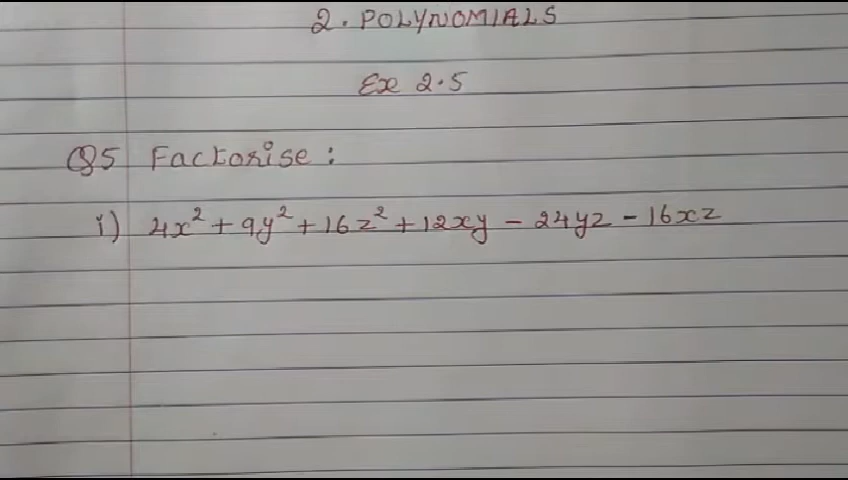 2. POLYNOMIALS
Ex 2.5
Q5 Factorise :
i) 4x² + 9y² + 16z² + 12xy - 24yz - 16xz